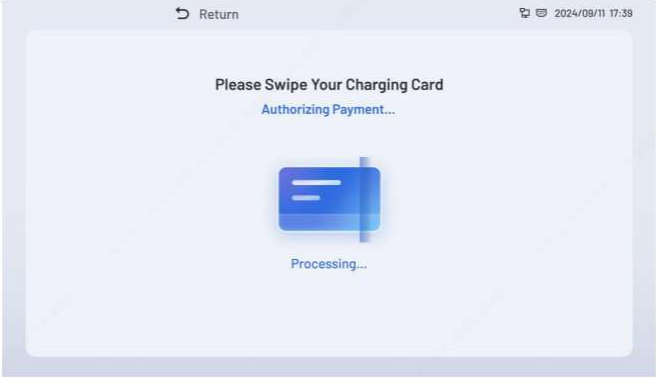 Return
2024/09/11 17:39
Please Swipe Your Charging Card
Authorizing Payment...
Processing...